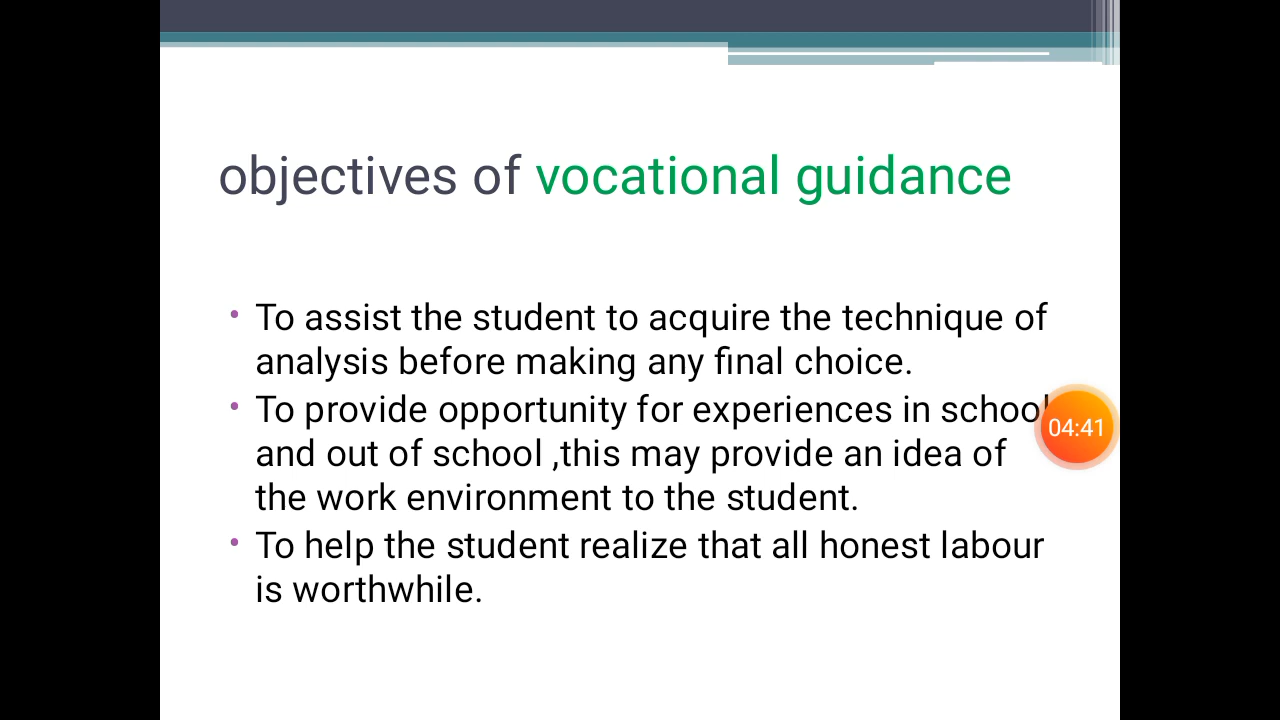 objectives of vocational guidance
• To assist the student to acquire the technique of
analysis before making any final choice.
• To provide opportunity for experiences in school
and out of school ,this may provide an idea of
the work environment to the student.
• To help the student realize that all honest labour
is worthwhile.
04:41